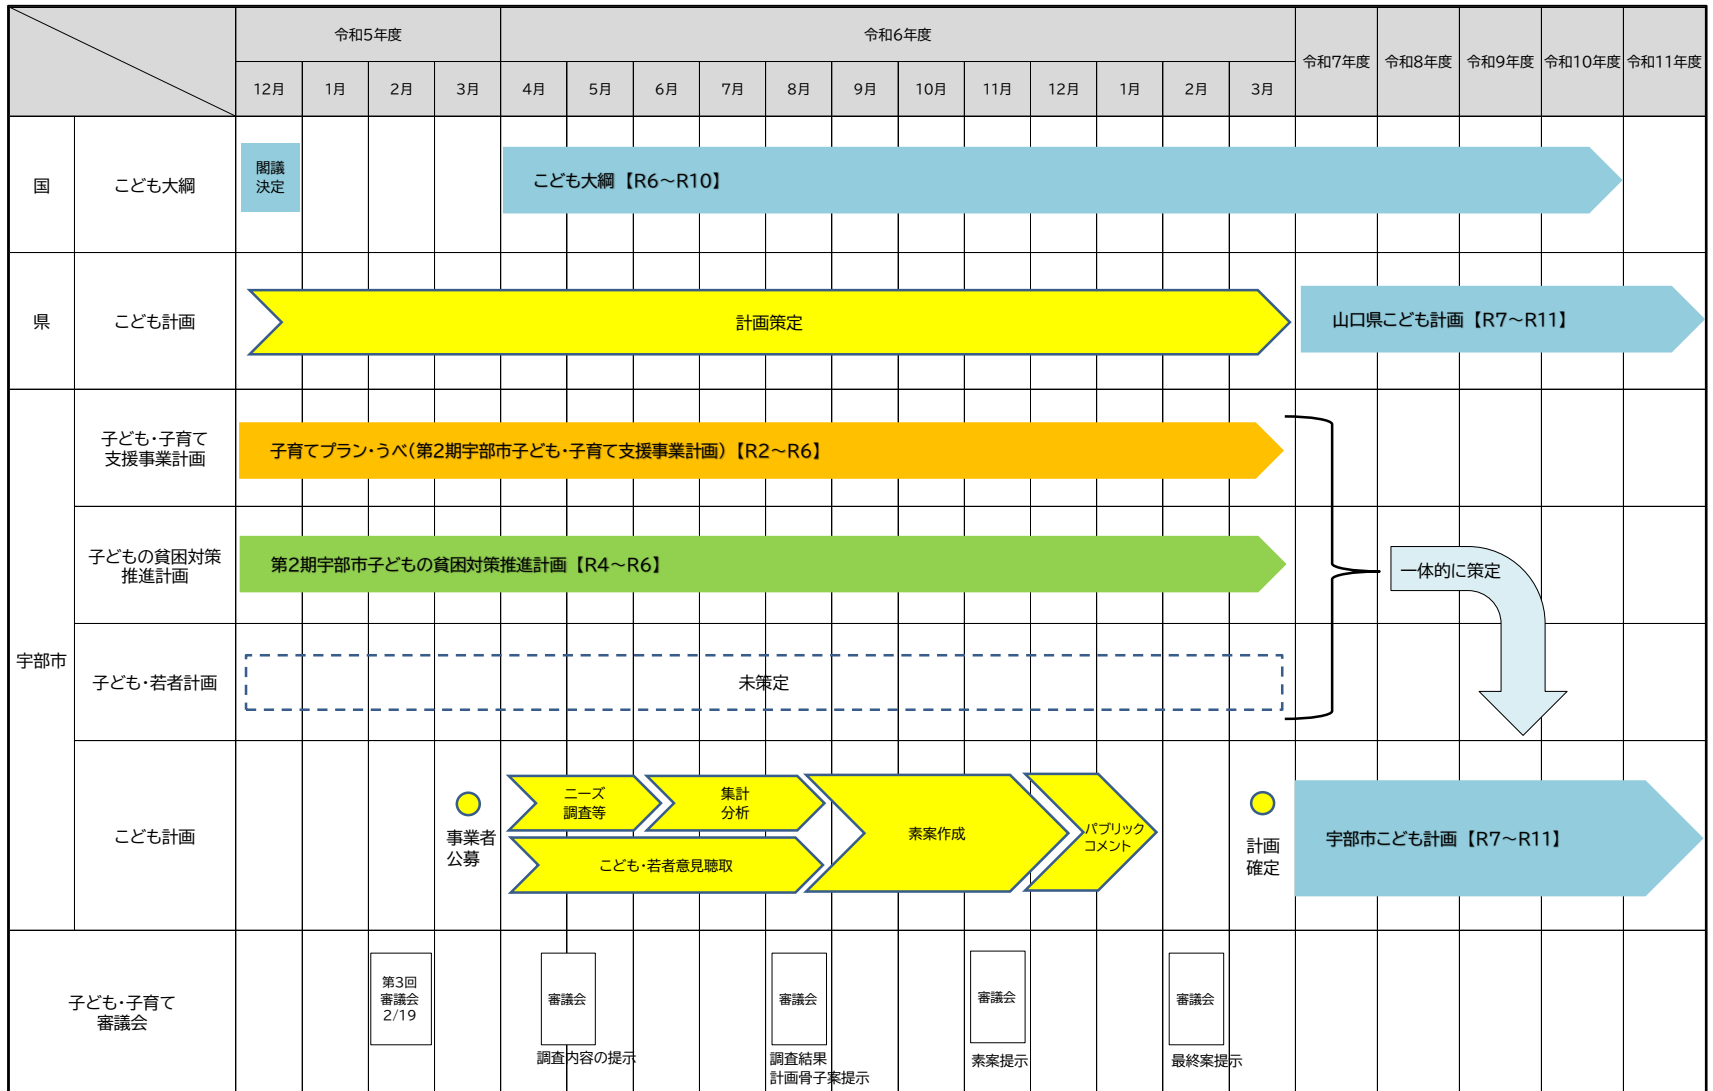 令和5年度
令和6年度
令和7年度
令和8年度
令和9年度
令和10年度
令和11年度
12月
1月
2月
3月
4月
5月
6月
7月
8月
9月
10月
11月
12月
1月
2月
3月
国
こども大綱
閣議
決定
こども大綱【R6～R10】
県
こども計画
計画策定
山口県こども計画【R7～R11】
宇部市
子ども・子育て
支援事業計画
子育てプラン・うべ(第2期宇部市子ども・子育て支援事業計画)【R2～R6】
子どもの貧困対策
推進計画
第2期宇部市子どもの貧困対策推進計画【R4～R6】
一体的に策定
子ども・若者計画
未策定
こども計画
事業者
公募
ニーズ
調査等
集計
分析
こども・若者意見聴取
素案作成
パブリック
コメント
計画
確定
宇部市こども計画【R7～R11】
子ども・子育て
審議会
第3回
審議会
2/19
審議会
調査内容の提示
審議会
調査結果
計画骨子案提示
審議会
素案提示
審議会
最終案提示